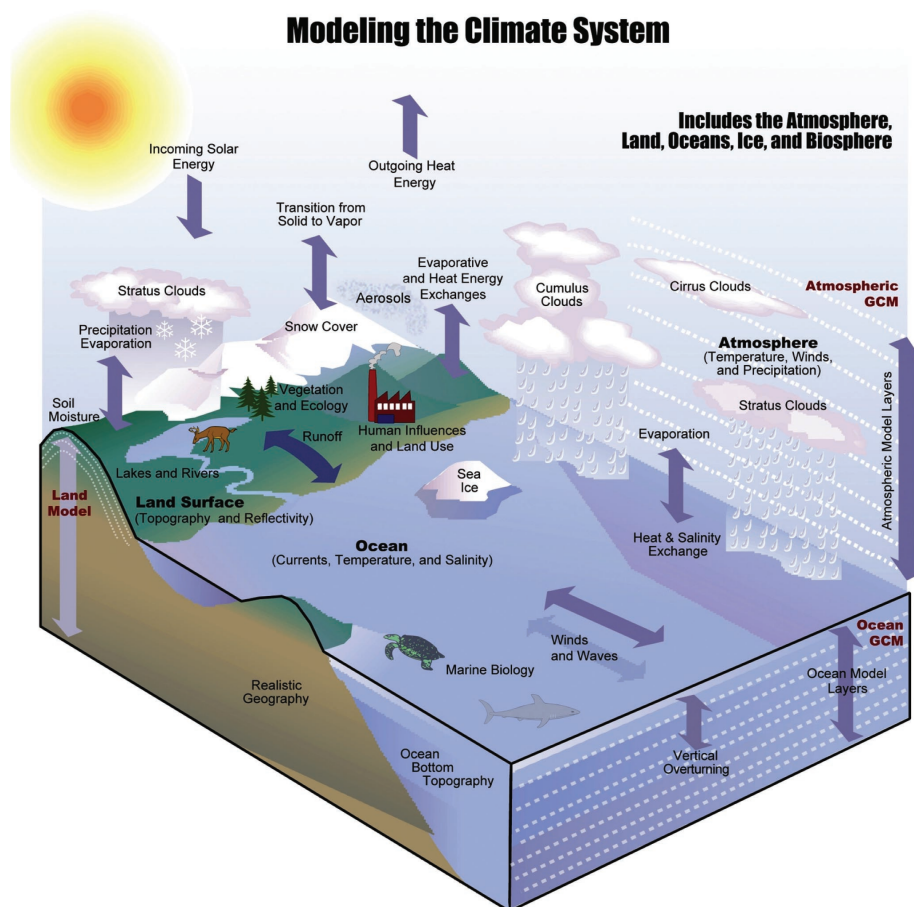 Modeling the Climate System
Includes the Atmosphere,
Land, Oceans, Ice, and Biosphere
Incoming Solar
Energy
Outgoing Heat
Energy
Transition from
Solid to Vapor
Evaporative
and Heat Energy
Exchanges
Stratus Clouds
Aerosols
Cumulus
Clouds
Cirrus Clouds
Atmospheric
GCM
Precipitation
Evaporation
Snow Cover
Atmosphere
(Temperature, Winds,
and Precipitation)
Soil
Moisture
Vegetation
and Ecology
Stratus Clouds
Human Influences
and Land Use
Runoff
Evaporation
Atmospheric Model Layers
Lakes and Rivers
Sea
Ice
Land
Model
Land Surface
(Topography and Reflectivity)
Heat & Salinity
Exchange
Ocean
(Currents, Temperature, and Salinity)
Ocean
GCM
Winds
and Waves
Marine Biology
Ocean Model
Layers
Realistic
Geography
Ocean
Bottom
Topography
Vertical
Overturning